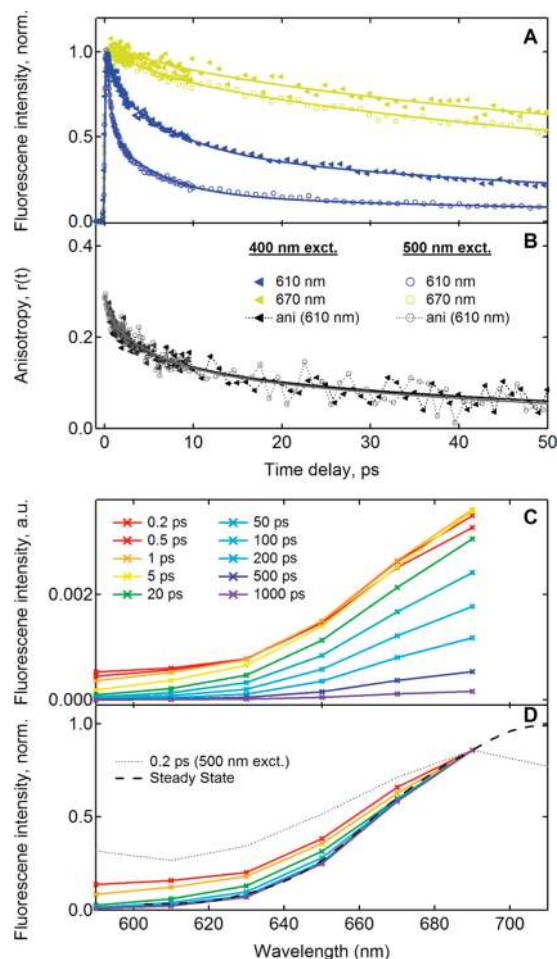 A
Fluorescene intensity, norm.
1.0
0.5
0.0
B
Anisotropy, r(t)
0.4
0.2
0.0
400 nm exct. 500 nm exct.
610 nm 610 nm
670 nm 670 nm
ani (610 nm) ani (610 nm)
0 10 20 30 40 50
Time delay, ps
C
Fluorescene intensity, a.u.
0.002
0.000
0.2 ps 50 ps
0.5 ps 100 ps
1 ps 200 ps
5 ps 500 ps
20 ps 1000 ps
D
Fluorescene intensity, norm.
1.0
0.5
0.0
0.2 ps (500 nm exct.)
Steady State
600 620 640 660 680 700
Wavelength (nm)